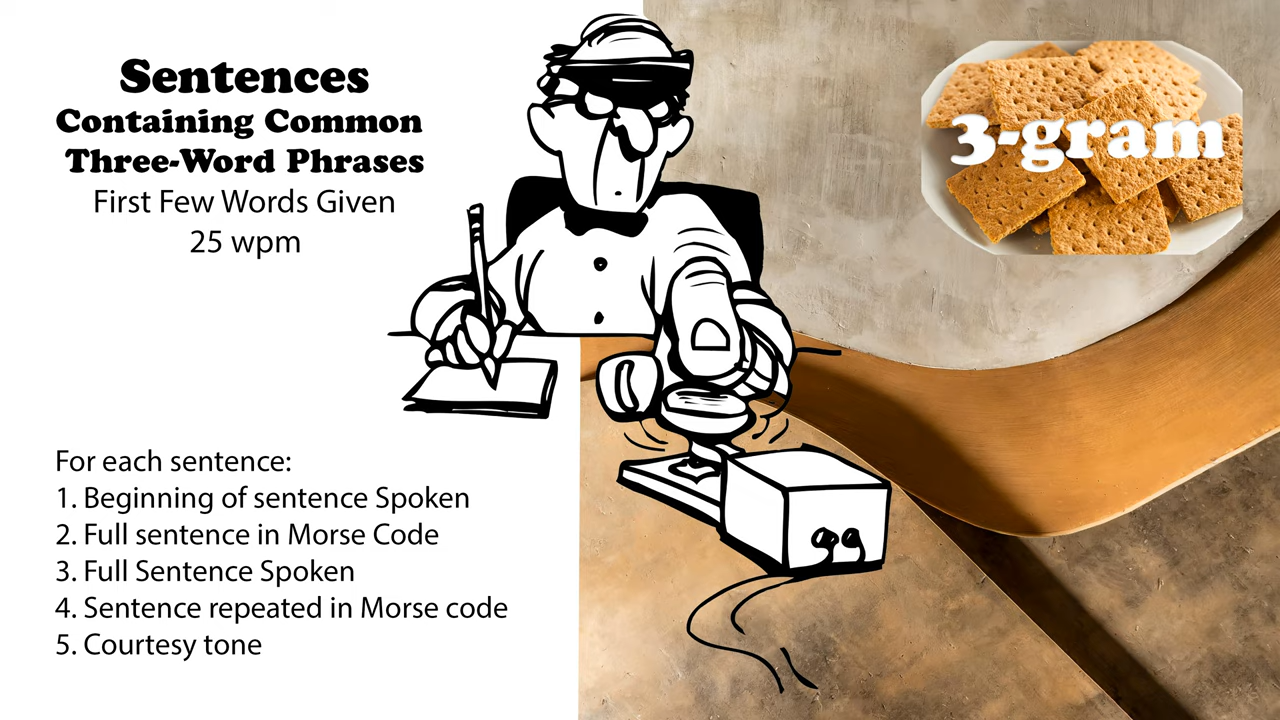 Sentences
Containing Common
Three-Word Phrases
First Few Words Given
25 wpm
3-gram
For each sentence:
1. Beginning of sentence Spoken
2. Full sentence in Morse Code
3. Full Sentence Spoken
4. Sentence repeated in Morse code
5. Courtesy tone